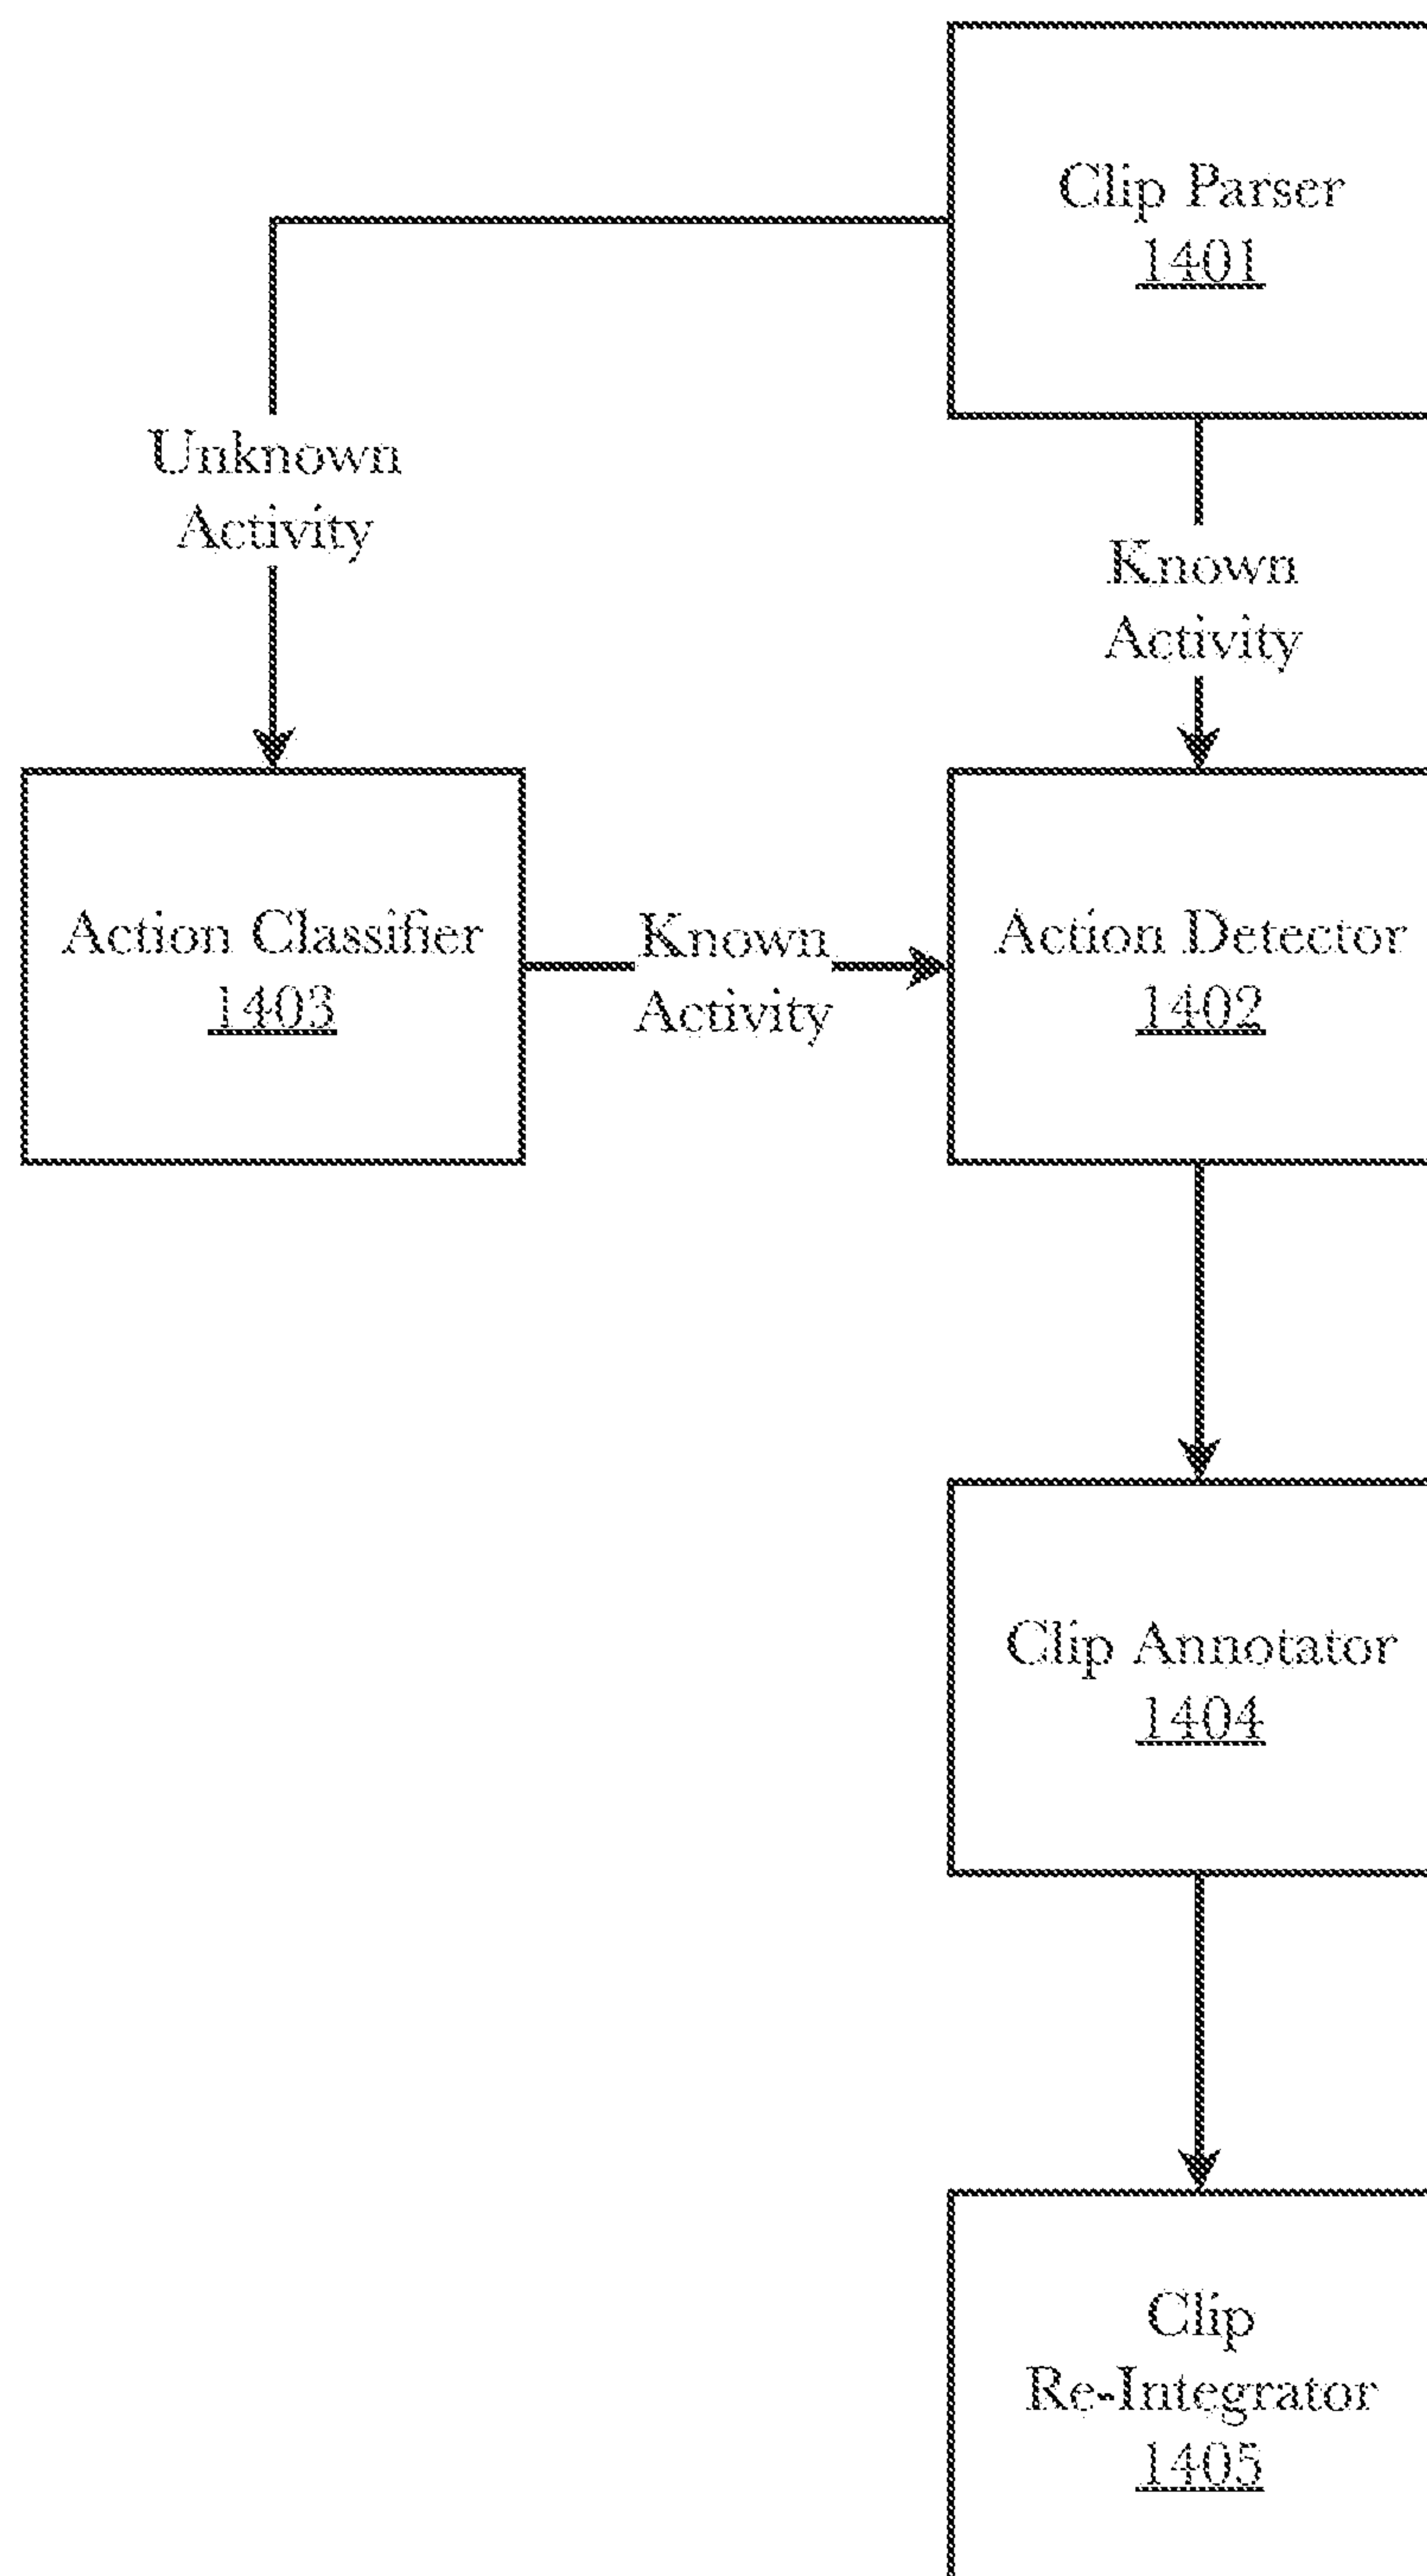 Clip Parser
1401
Unknown
Activity
Known
Activity
Action Classifier
1403
Known
Activity
Action Detector
1402
Clip Annotator
1404
Clip
Re-Integrator
1405